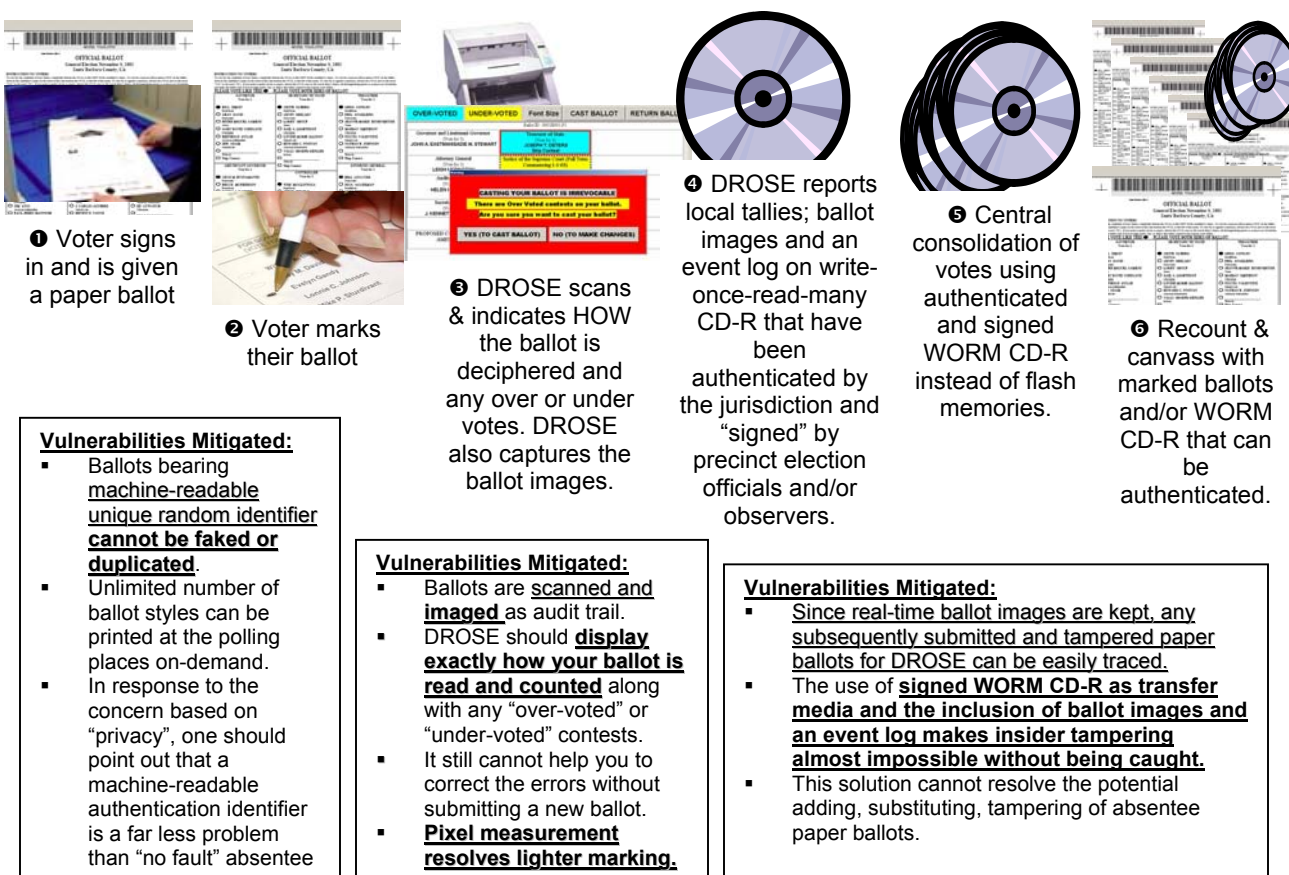 OFFICIAL BALLOT
OFFICIAL BALLOT
OVER-VOTED UNDER-VOTED Font Size CAST BALLOT RETURN BALL
Governor and Lieutenant Governor
Attorney General
CASTING YOUR BALLOT IS IRREVOCABLE
There are Over Voted contests on your ballot.
Are you sure you want to cast your ballot?
YES (TO CAST BALLOT) NO (TO MAKE CHANGES)
Evelyn Gandy
Lonnie C. Johnson
OFFICIAL BALLOT
❶ Voter signs
in and is given
a paper ballot
❷ Voter marks
their ballot
❸ DROSE scans
& indicates HOW
the ballot is
deciphered and
any over or under
votes. DROSE
also captures the
ballot images.
❹ DROSE reports
local tallies; ballot
images and an
event log on write-
once-read-many
CD-R that have
been
authenticated by
the jurisdiction and
“signed” by
precinct election
officials and/or
observers.
❺ Central
consolidation of
votes using
authenticated
and signed
WORM CD-R
instead of flash
memories.
❻ Recount &
canvass with
marked ballots
and/or WORM
CD-R that can
be
authenticated.
Vulnerabilities Mitigated:
▪ Ballots bearing
machine-readable
unique random identifier
cannot be faked or
duplicated.
▪ Unlimited number of
ballot styles can be
printed at the polling
places on-demand.
▪ In response to the
concern based on
“privacy”, one should
point out that a
machine-readable
authentication identifier
is a far less problem
than “no fault” absentee
Vulnerabilities Mitigated:
▪ Ballots are scanned and
imaged as audit trail.
▪ DROSE should display
exactly how your ballot is
read and counted along
with any “over-voted” or
“under-voted” contests.
▪ It still cannot help you to
correct the errors without
submitting a new ballot.
▪ Pixel measurement
resolves lighter marking.
Vulnerabilities Mitigated:
▪ Since real-time ballot images are kept, any
subsequently submitted and tampered paper
ballots for DROSE can be easily traced.
▪ The use of signed WORM CD-R as transfer
media and the inclusion of ballot images and
an event log makes insider tampering
almost impossible without being caught.
▪ This solution cannot resolve the potential
adding, substituting, tampering of absentee
paper ballots.